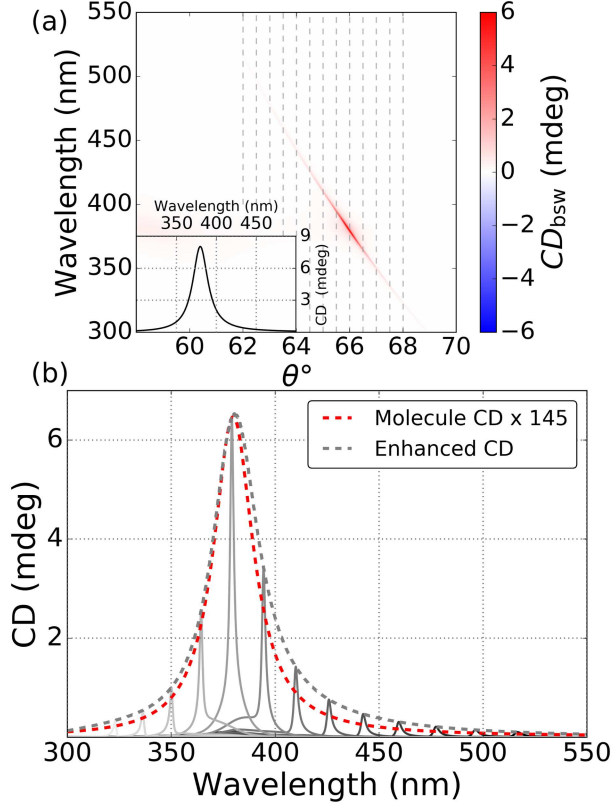 (a)
550
500
450
400
350
300
Wavelength (nm)
Wavelength (nm)
350 400 450
9
6
3
CD (mdeg)
60 62 64 66 68 70
θ°
6
4
2
0
−2
−4
−6
CDbsw (mdeg)
(b)
Molecule CD x 145
Enhanced CD
6
4
2
CD (mdeg)
300 350 400 450 500 550
Wavelength (nm)